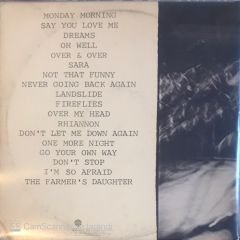 MONDAY MORNING
SAY YOU LOVE ME
DREAMS
OH WELL
OVER & OVER
SARA
NOT THAT FUNNY
NEVER GOING BACK AGAIN
LANDSLIDE
FIREFLIES
OVER MY HEAD
RHIANNON
DON'T LET ME DOWN AGAIN
ONE MORE NIGHT
GO YOUR OWN WAY
DON'T STOP
I'M SO AFRAID
THE FARMER'S DAUGHTER
CamScanner